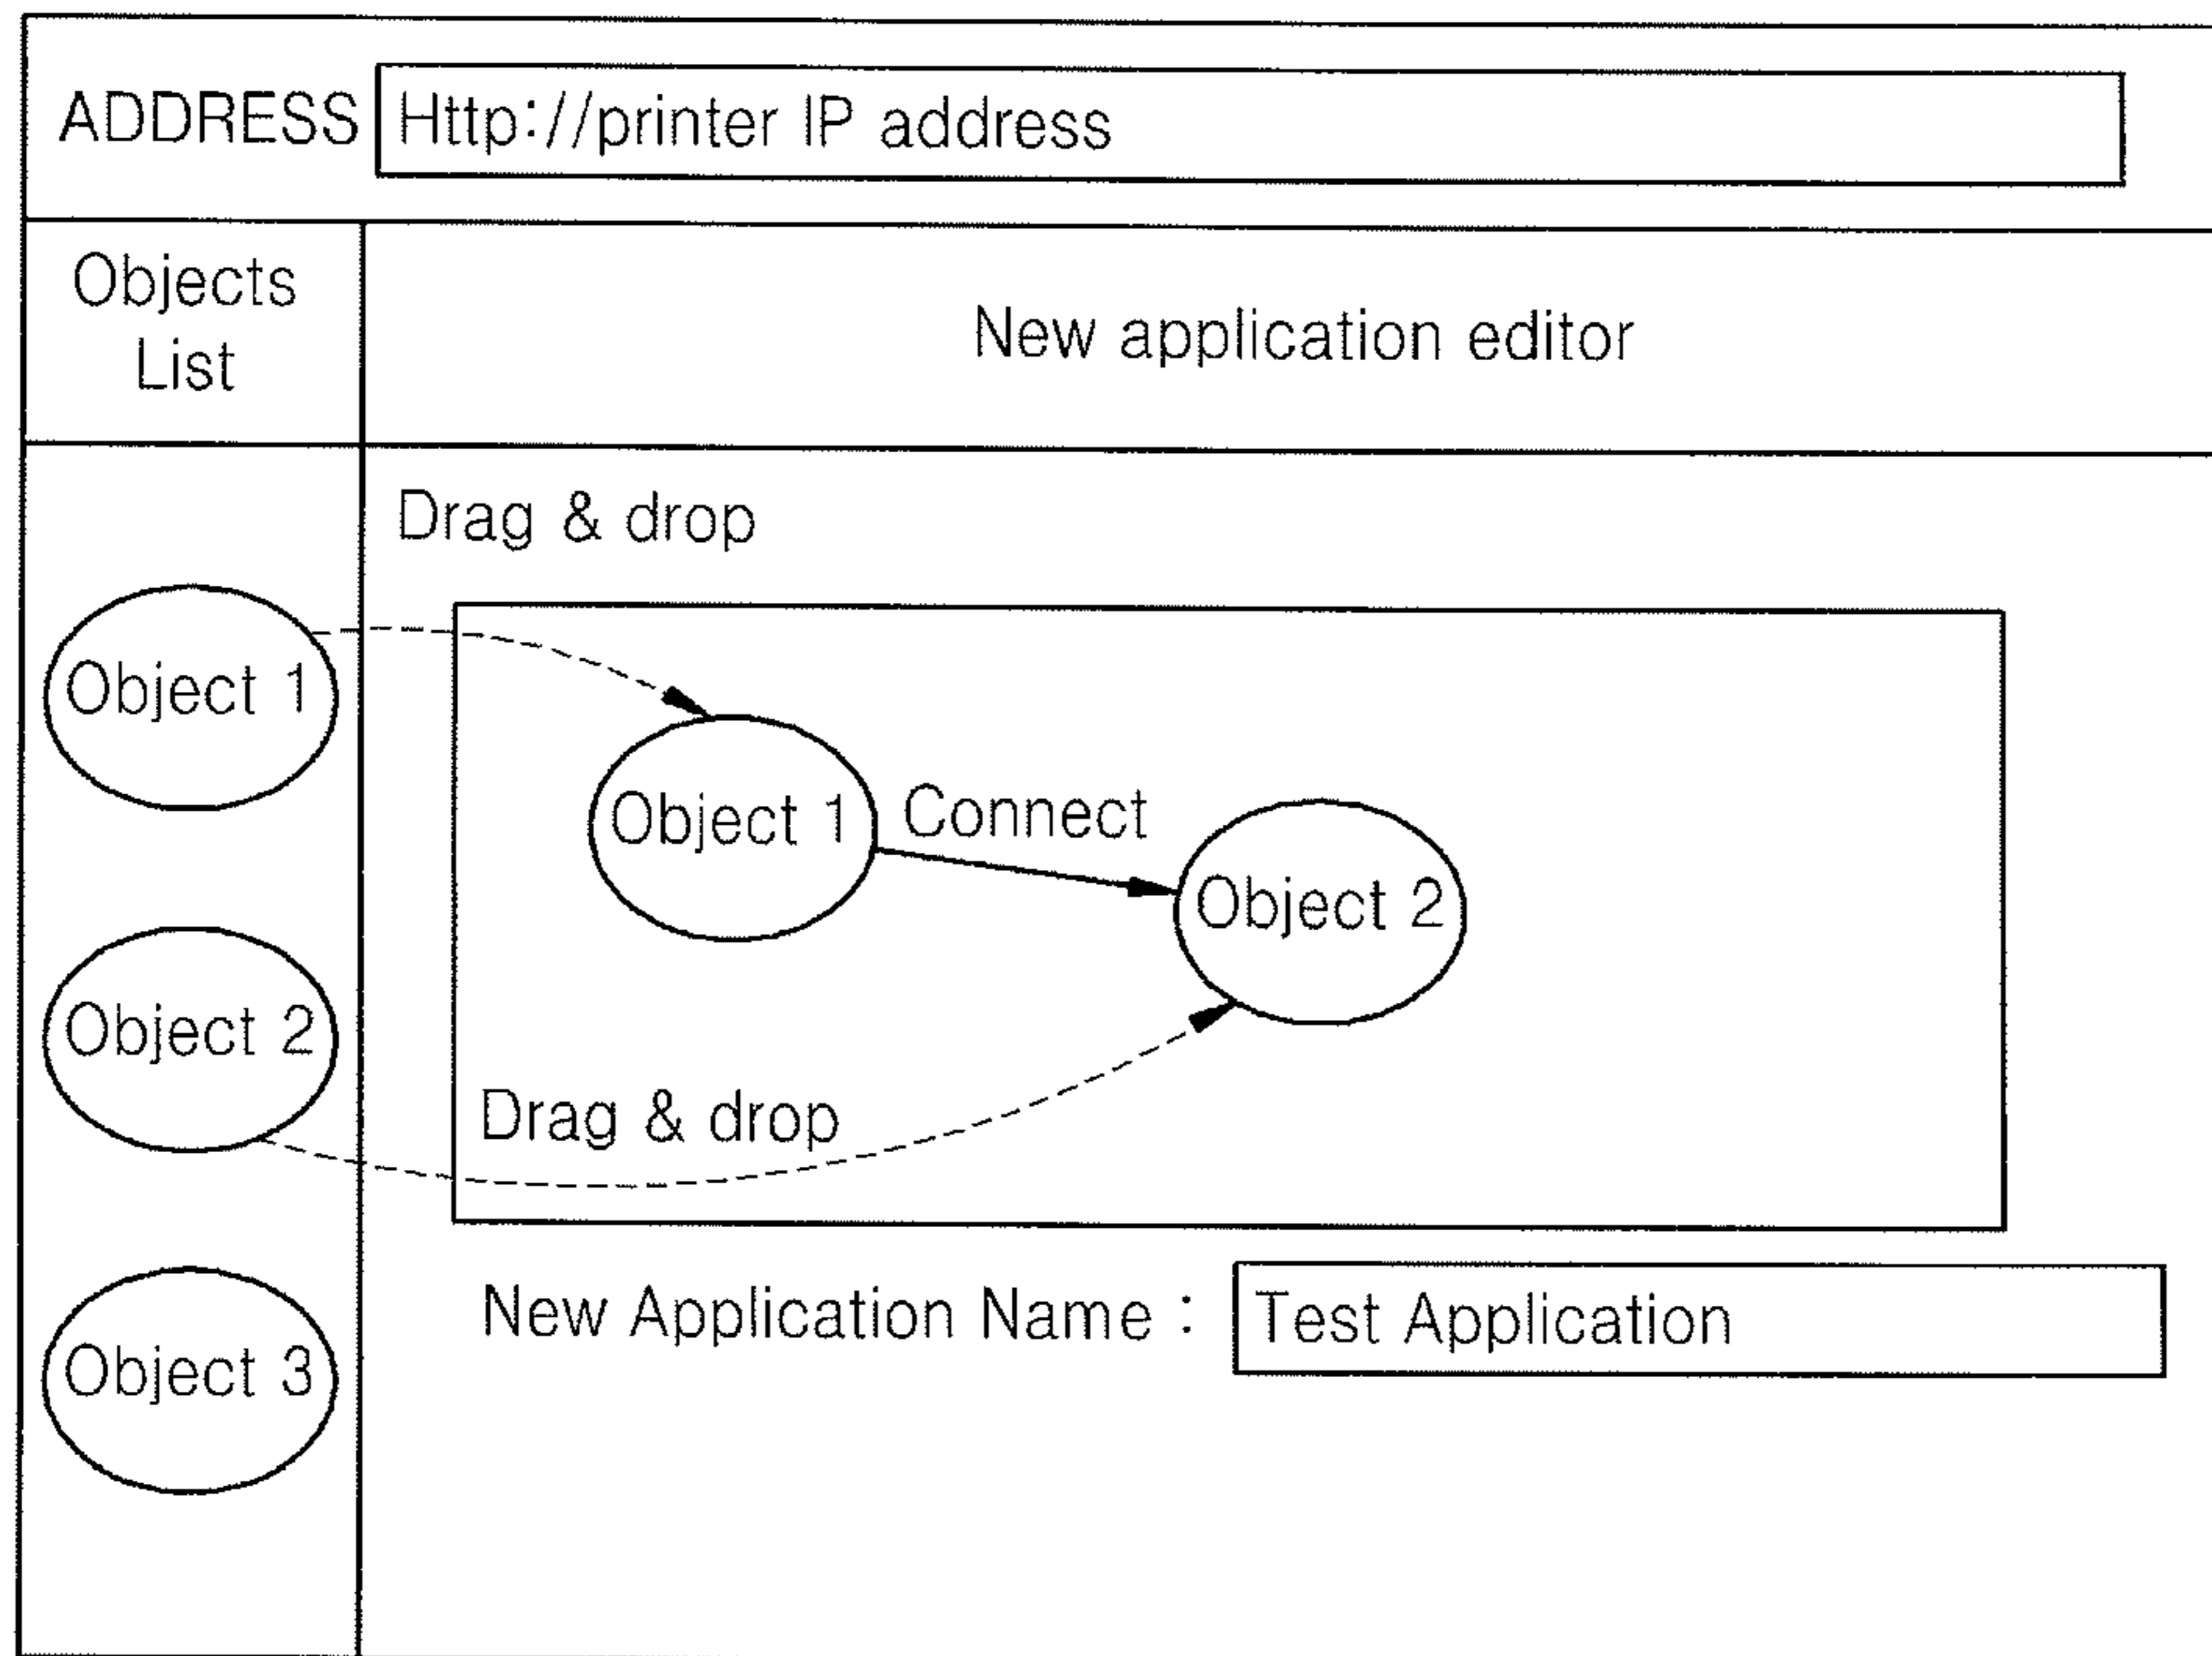 ADDRESS Http://printer IP address
Objects
List
New application editor
Drag & drop
Object 1
Object 1
Connect
Object 2
Object 2
Drag & drop
New Application Name : Test Application
Object 3